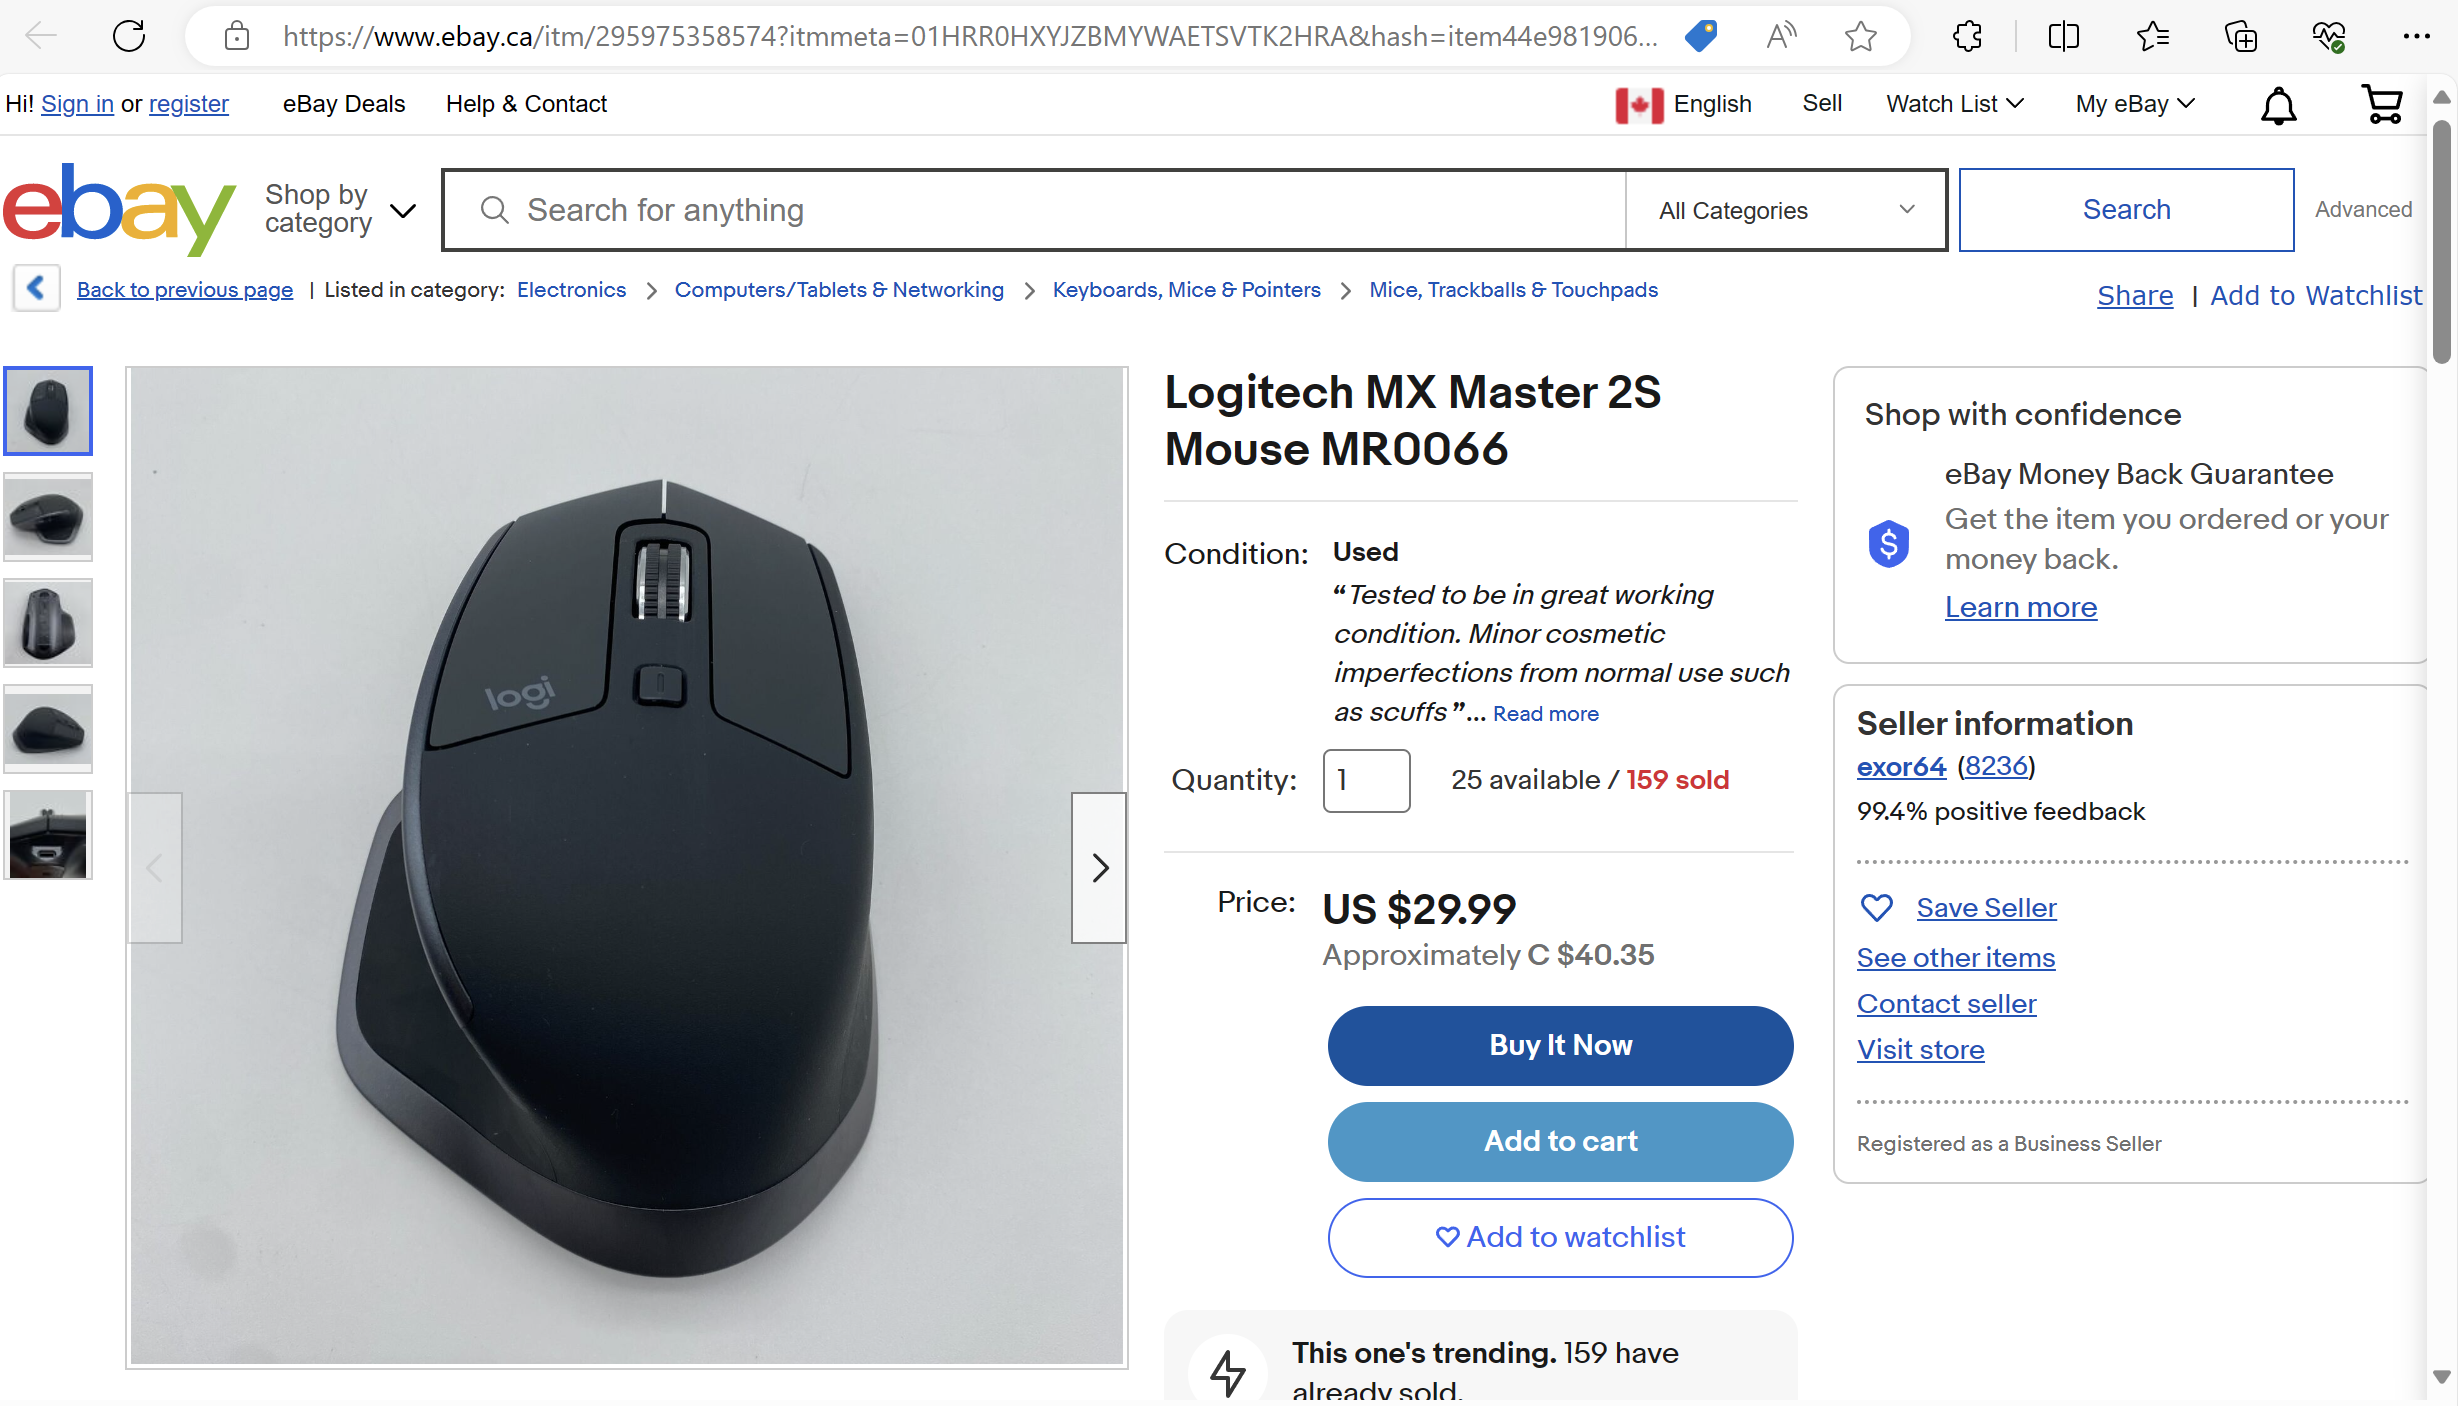 https://www.ebay.ca/itm/295975358574?itmmeta=01HRR0HXYJZBMYWAETSVTK2HRA&hash=item44e981906...
Hi! Sign in or register eBay Deals Help & Contact English Sell Watch List My eBay
ebay Shop by category Search for anything All Categories Search Advanced
Back to previous page | Listed in category: Electronics > Computers/Tablets & Networking > Keyboards, Mice & Pointers > Mice, Trackballs & Touchpads
Share | Add to Watchlist
logi
Logitech MX Master 2S
Mouse MR0066
Condition: Used
“Tested to be in great working
condition. Minor cosmetic
imperfections from normal use such
as scuffs”... Read more
Quantity: 1 25 available / 159 sold
Price: US $29.99
Approximately C $40.35
Buy It Now
Add to cart
Add to watchlist
This one's trending. 159 have
already sold.
Shop with confidence
eBay Money Back Guarantee
Get the item you ordered or your
money back.
Learn more
Seller information
exor64 (8236)
99.4% positive feedback
Save Seller
See other items
Contact seller
Visit store
Registered as a Business Seller